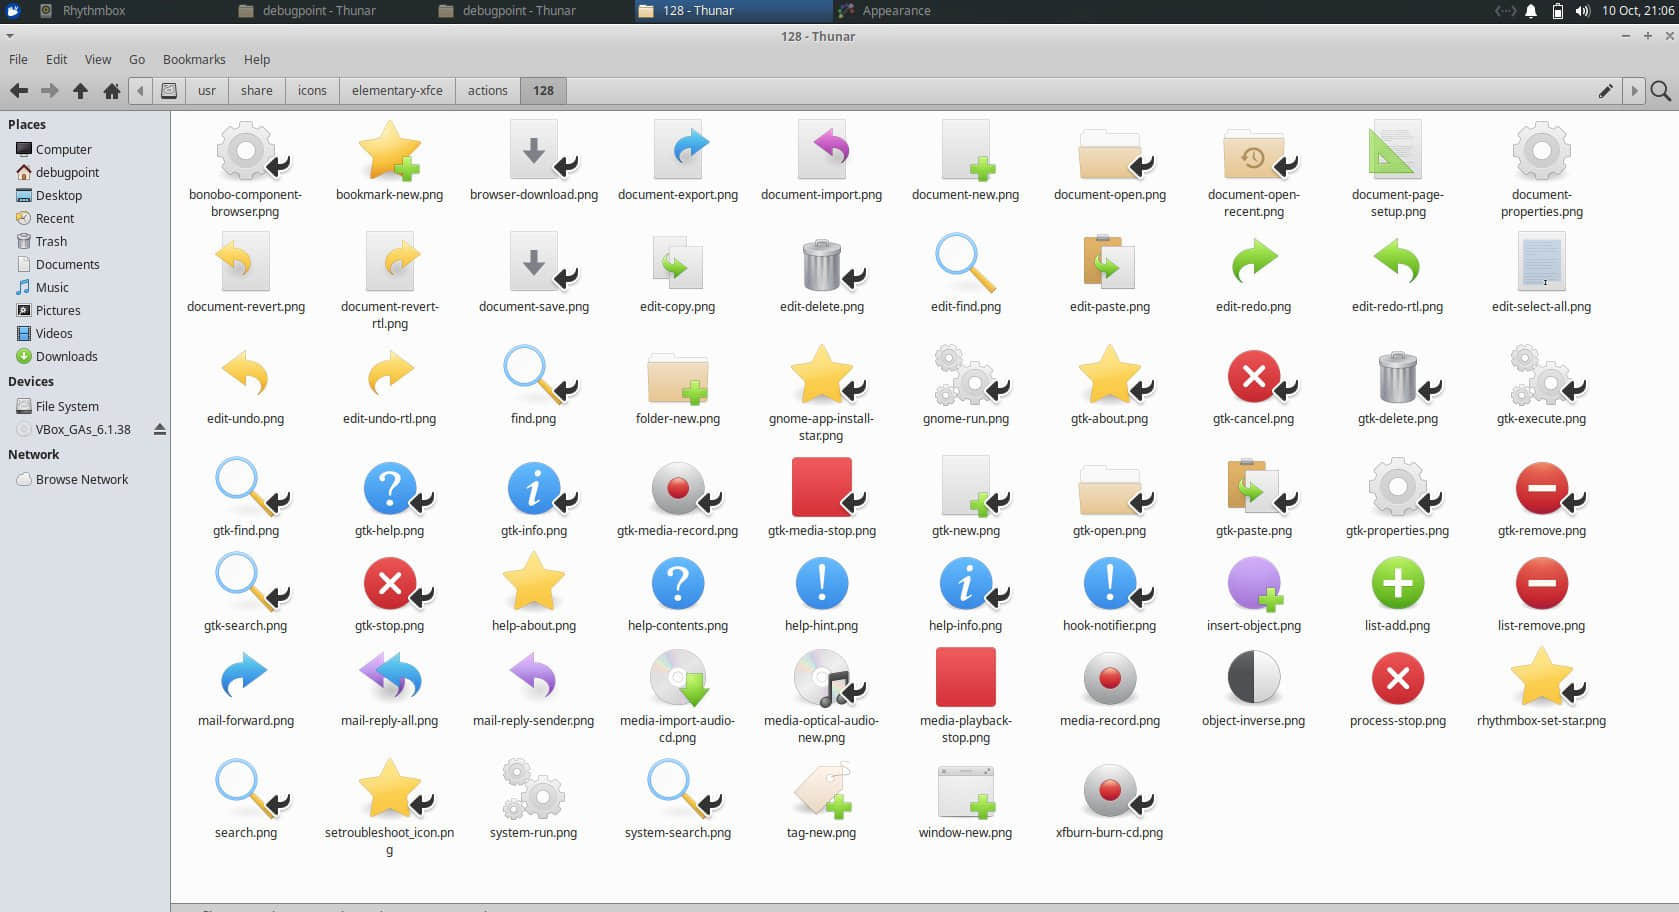 Rhythmbox
debugpoint - Thunar
debugpoint - Thunar
128 - Thunar
Appearance
10 Oct, 21:06
128 - Thunar
File Edit View Go Bookmarks Help
usr share icons elementary-xfce actions 128
Places
Computer
debugpoint
Desktop
Recent
Trash
Documents
Music
Pictures
Videos
Downloads
Devices
File System
VBox_GAs_6.1.38
Network
Browse Network
bonobo-component-
browser.png
bookmark-new.png
browser-download.png
document-export.png
document-import.png
document-new.png
document-open.png
document-open-
recent.png
document-page-
setup.png
document-
properties.png
document-revert.png
document-revert-
rtl.png
document-save.png
edit-copy.png
edit-delete.png
edit-find.png
edit-paste.png
edit-redo.png
edit-redo-rtl.png
edit-select-all.png
edit-undo.png
edit-undo-rtl.png
find.png
folder-new.png
gnome-app-install-
star.png
gnome-run.png
gtk-about.png
gtk-cancel.png
gtk-delete.png
gtk-execute.png
gtk-find.png
gtk-help.png
gtk-info.png
gtk-media-record.png
gtk-media-stop.png
gtk-new.png
gtk-open.png
gtk-paste.png
gtk-properties.png
gtk-remove.png
gtk-search.png
gtk-stop.png
help-about.png
help-contents.png
help-hint.png
help-info.png
hook-notifier.png
insert-object.png
list-add.png
list-remove.png
mail-forward.png
mail-reply-all.png
mail-reply-sender.png
media-import-audio-
cd.png
media-optical-audio-
new.png
media-playback-
stop.png
media-record.png
object-inverse.png
process-stop.png
rhythmbox-set-star.png
search.png
setroubleshoot_icon.pn
g
system-run.png
system-search.png
tag-new.png
window-new.png
xfburn-burn-cd.png